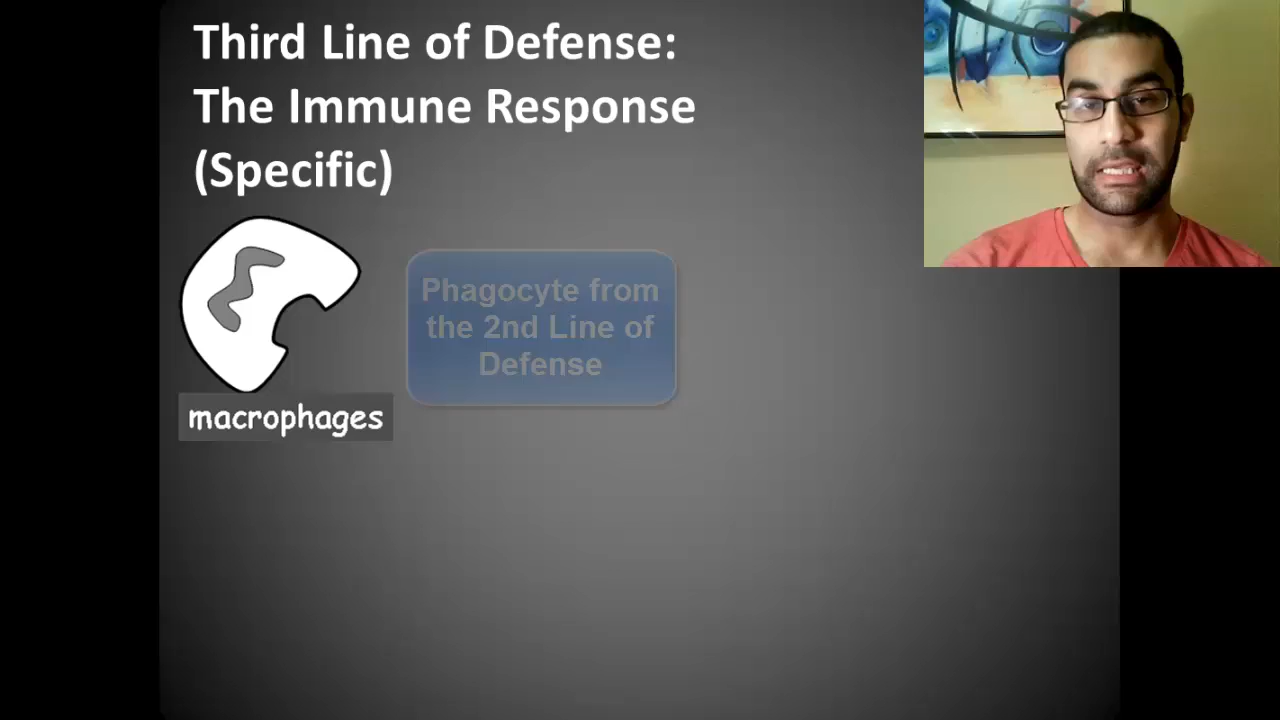 Third Line of Defense:
The Immune Response
(Specific)
Phagocyte from
the 2nd Line of
Defense
macrophages